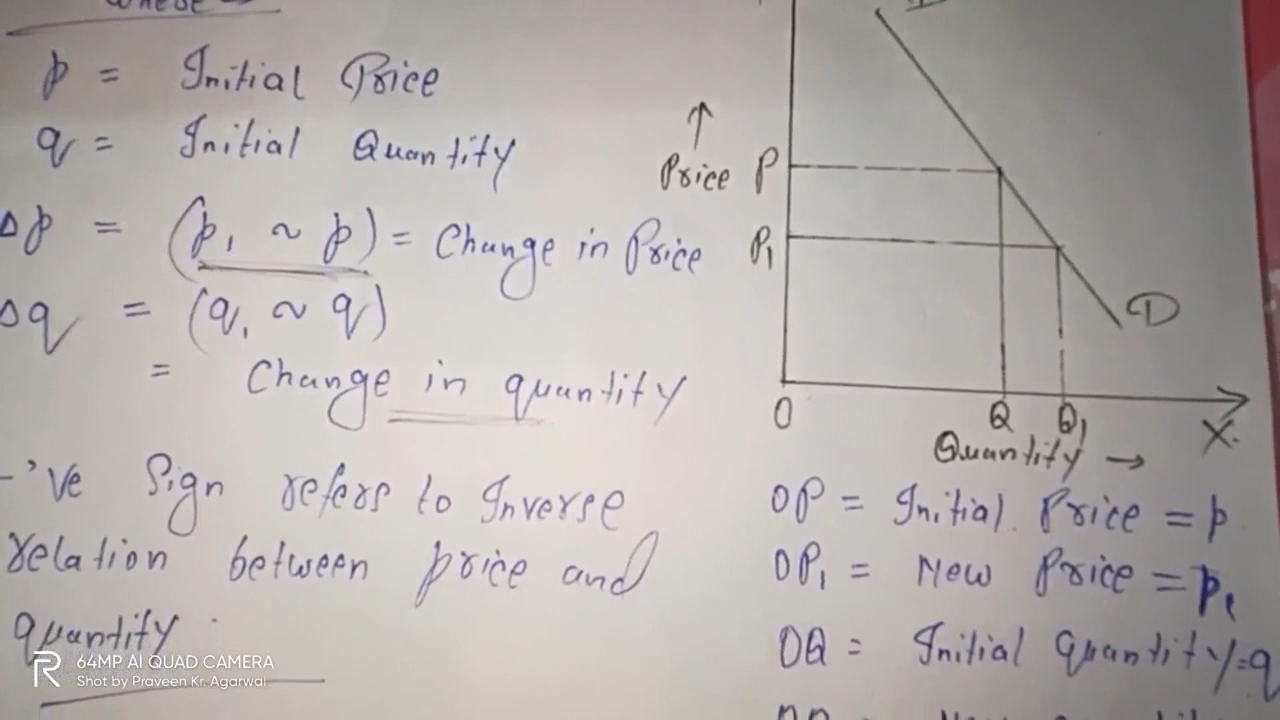 p = Initial Price
q = Initial Quantity
Δp = (p₁ ~ p) = Change in Price
Δq = (q₁ ~ q)
= Change in quantity
-'ve Sign refers to Inverse
relation between price and
quantity
↑
Price P
P₁
D
O Q Q₁
X
Quantity →
OP = Initial Price = p
OP₁ = New Price = p₁
OQ = Initial quantity = q
64MP AI QUAD CAMERA
Shot by Praveen Kr. Agarwal